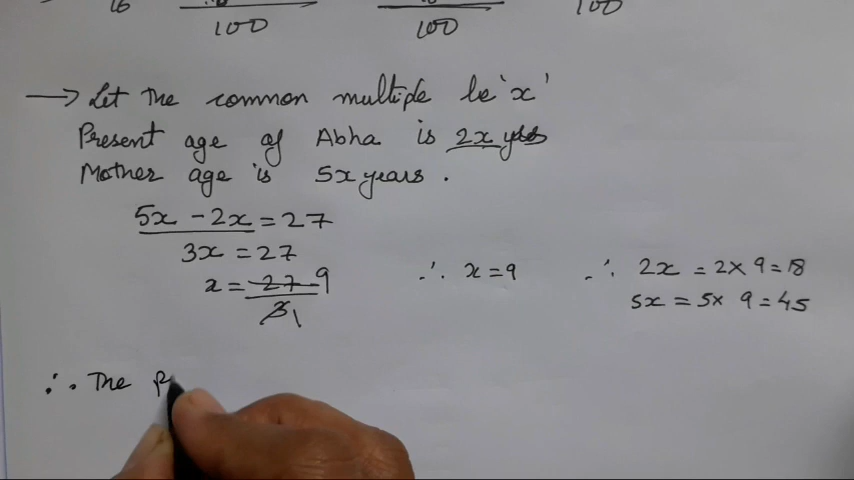 16 100 100 100
→ Let the common multiple be 'x'
Present age of Abha is 2x yrs
Mother age is 5x years.
5x - 2x = 27
3x = 27
x = 27 9
3 1
∴ x = 9
∴ 2x = 2 × 9 = 18
5x = 5 × 9 = 45
∴ The P